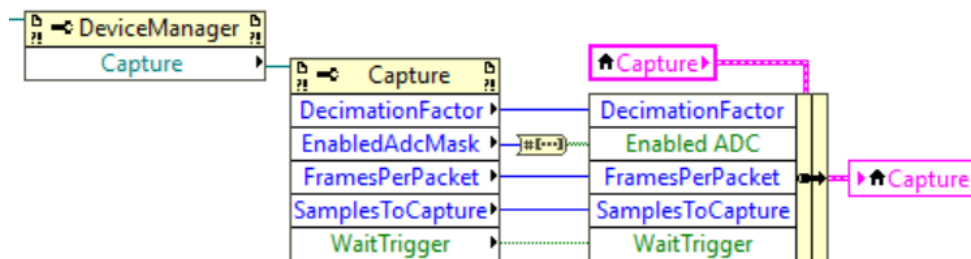 DeviceManager
Capture
Capture
DecimationFactor
EnabledAdcMask
FramesPerPacket
SamplesToCapture
WaitTrigger
#[···]
Capture
DecimationFactor
Enabled ADC
FramesPerPacket
SamplesToCapture
WaitTrigger
Capture